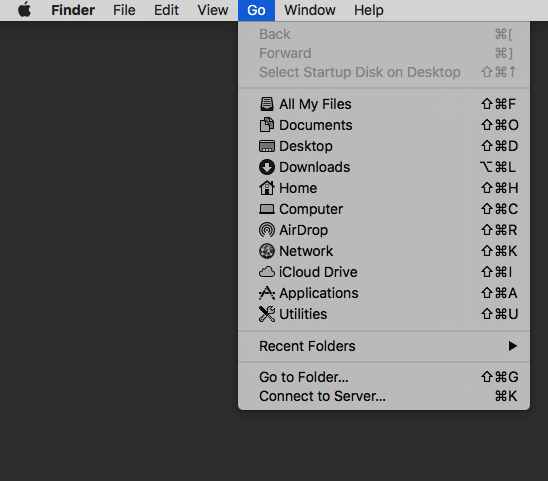 Finder File Edit View Go Window Help
Back ⌘[
Forward ⌘]
Select Startup Disk on Desktop ⇧⌘↑
All My Files ⇧⌘F
Documents ⇧⌘O
Desktop ⇧⌘D
Downloads ⌥⌘L
Home ⇧⌘H
Computer ⇧⌘C
AirDrop ⇧⌘R
Network ⇧⌘K
iCloud Drive ⇧⌘I
Applications ⇧⌘A
Utilities ⇧⌘U
Recent Folders ▶
Go to Folder... ⇧⌘G
Connect to Server... ⌘K